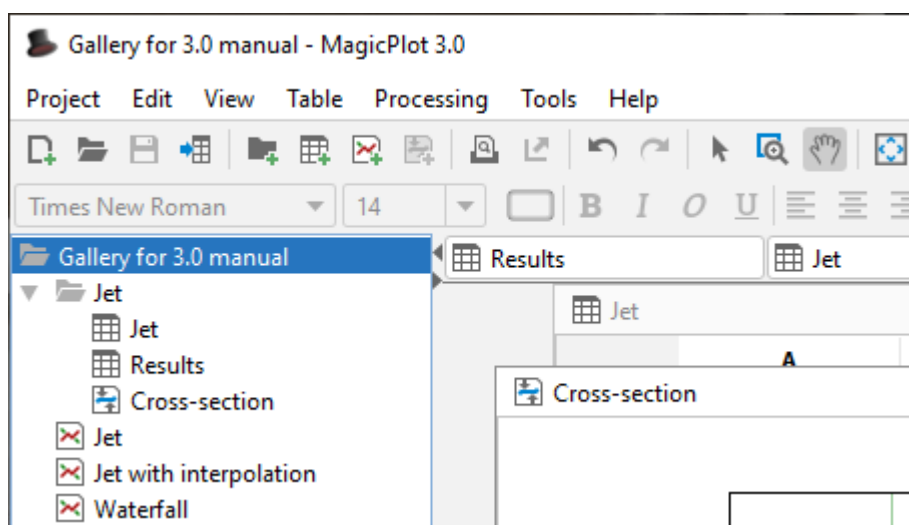 Gallery for 3.0 manual - MagicPlot 3.0
Project Edit View Table Processing Tools Help
Times New Roman 14 B I O U
Gallery for 3.0 manual
Results Jet
Jet
Jet
Jet
A
Results
Cross-section
Cross-section
Jet
Jet with interpolation
Waterfall